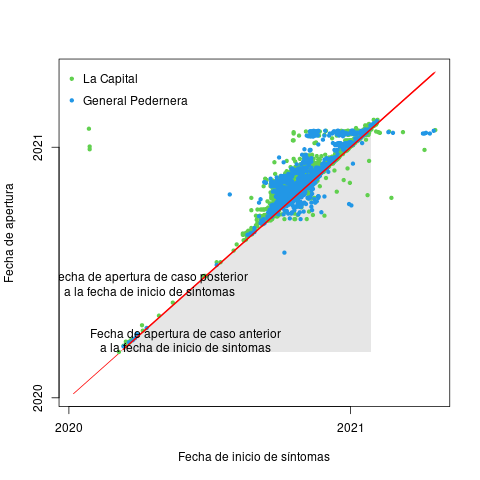 La Capital
General Pedernera
2021
Fecha de apertura
echa de apertura de caso posterior
a la fecha de inicio de síntomas
Fecha de apertura de caso anterior
a la fecha de inicio de sintomas
2020
2020
2021
Fecha de inicio de síntomas